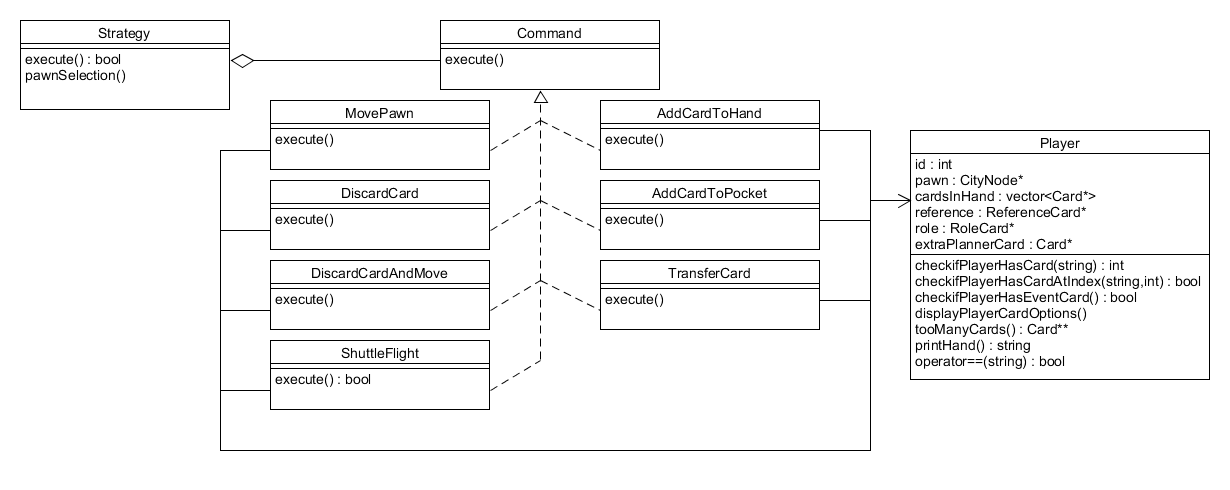 Strategy
execute() : bool
pawnSelection()
Command
execute()
MovePawn
execute()
AddCardToHand
execute()
DiscardCard
execute()
AddCardToPocket
execute()
DiscardCardAndMove
execute()
TransferCard
execute()
ShuttleFlight
execute() : bool
Player
id : int
pawn : CityNode*
cardsInHand : vector<Card*>
reference : ReferenceCard*
role : RoleCard*
extraPlannerCard : Card*
checkifPlayerHasCard(string) : int
checkifPlayerHasCardAtIndex(string,int) : bool
checkifPlayerHasEventCard() : bool
displayPlayerCardOptions()
tooManyCards() : Card**
printHand() : string
operator==(string) : bool